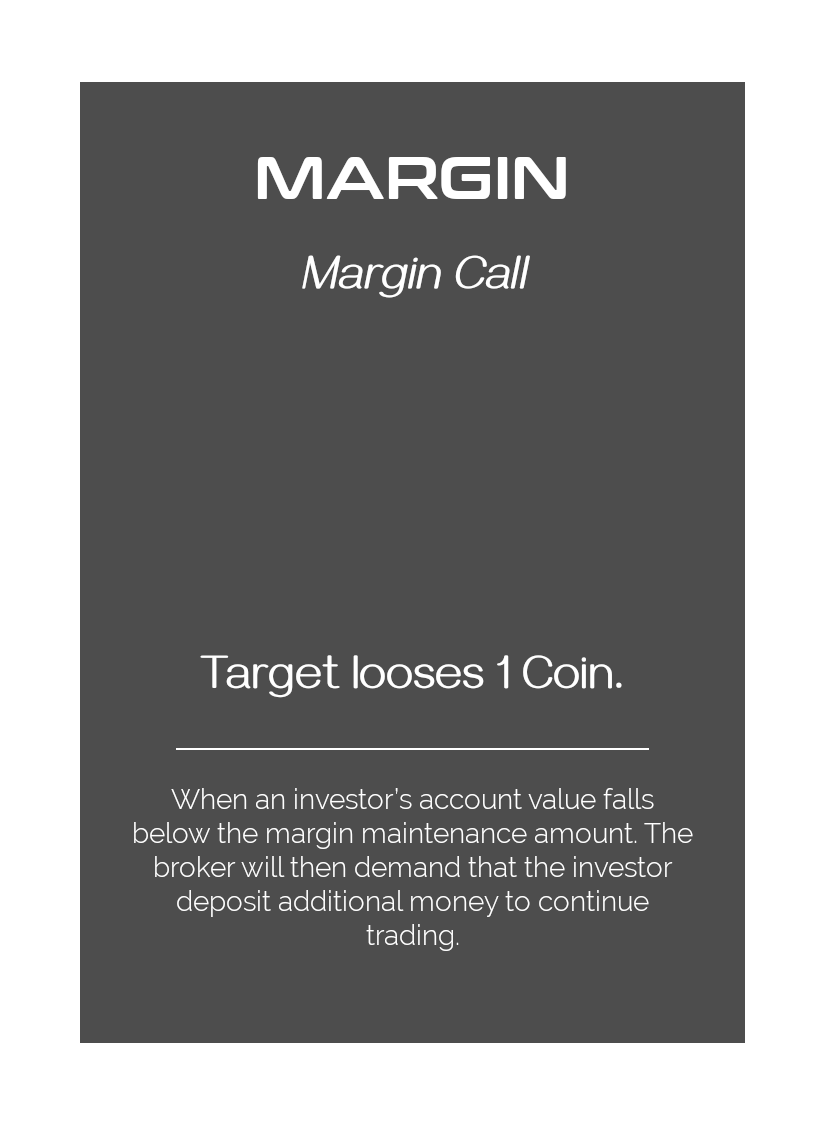 MARGIN
Margin Call
Target looses 1 Coin.
When an investor’s account value falls
below the margin maintenance amount. The
broker will then demand that the investor
deposit additional money to continue
trading.